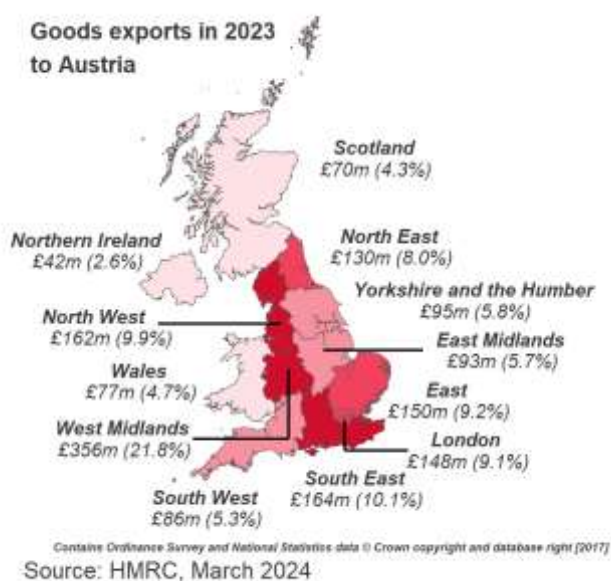 Goods exports in 2023
to Austria
Scotland
£70m (4.3%)
Northern Ireland
£42m (2.6%)
North East
£130m (8.0%)
Yorkshire and the Humber
£95m (5.8%)
North West
£162m (9.9%)
East Midlands
£93m (5.7%)
Wales
£77m (4.7%)
East
£150m (9.2%)
West Midlands
£356m (21.8%)
London
£148m (9.1%)
South East
£164m (10.1%)
South West
£86m (5.3%)
Contains Ordinance Survey and National Statistics data © Crown copyright and database right [2017]
Source: HMRC, March 2024